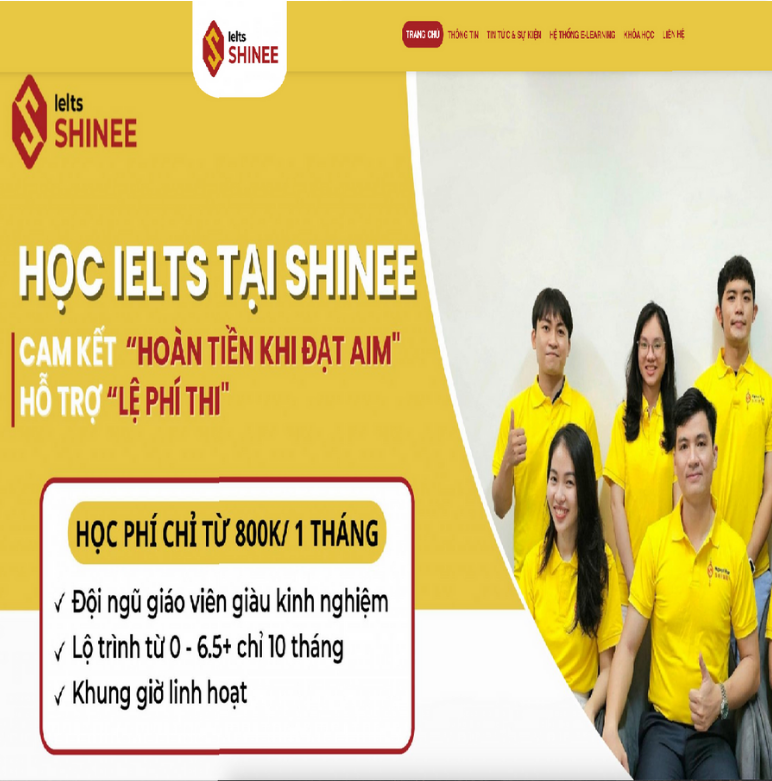 Ielts
SHINEE
TRANG CHỦ THÔNG TIN TIN TỨC & SỰ KIỆN HỆ THỐNG E-LEARNING KHÓA HỌC LIÊN HỆ
Ielts
SHINEE
HỌC IELTS TẠI SHINEE
CAM KẾT “HOÀN TIỀN KHI ĐẠT AIM"
HỖ TRỢ “LỆ PHÍ THI"
HỌC PHÍ CHỈ TỪ 800K/ 1 THÁNG
✓ Đội ngũ giáo viên giàu kinh nghiệm
✓ Lộ trình từ 0 - 6.5+ chỉ 10 tháng
✓ Khung giờ linh hoạt